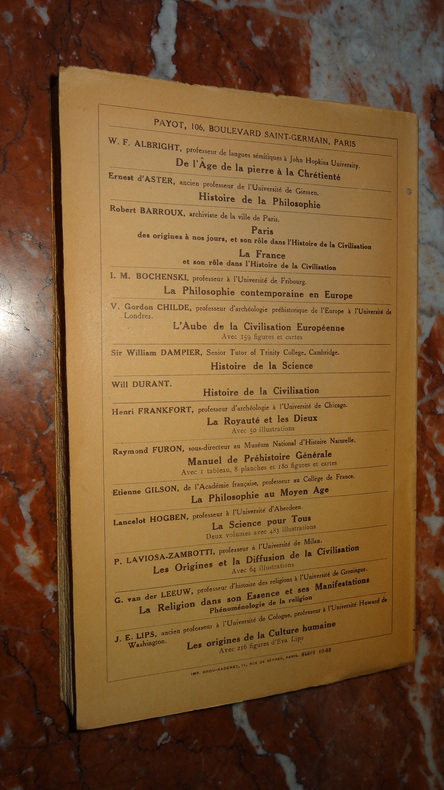 PAYOT, 106, BOULEVARD SAINT-GERMAIN, PARIS
W. F. ALBRIGHT, professeur de langues sémitiques à John Hopkins University.
De l'Âge de la pierre à la Chrétienté
Ernest d'ASTER, ancien professeur de l'Université de Giessen.
Histoire de la Philosophie
Robert BARROUX, archiviste de la ville de Paris.
Paris
des origines à nos jours, et son rôle dans l'Histoire de la Civilisation
La France
et son rôle dans l'Histoire de la Civilisation
I. M. BOCHENSKI, professeur à l'Université de Fribourg.
La Philosophie contemporaine en Europe
V. Gordon CHILDE, professeur d'archéologie préhistorique de l'Europe à l'Université de
Londres.
L'Aube de la Civilisation Européenne
Avec 159 figures et cartes
Sir William DAMPIER, Senior Tutor of Trinity College, Cambridge.
Histoire de la Science
Will DURANT.
Histoire de la Civilisation
Henri FRANKFORT, professeur d'archéologie à l'Université de Chicago.
La Royauté et les Dieux
Avec 50 illustrations
Raymond FURON, sous-directeur au Muséum National d'Histoire Naturelle.
Manuel de Préhistoire Générale
Avec 1 tableau, 8 planches et 160 figures et cartes
Etienne GILSON, de l'Académie française, professeur au Collège de France.
La Philosophie au Moyen Age
Lancelot HOGBEN, professeur à l'Université d'Aberdeen.
La Science pour Tous
Deux volumes avec 482 illustrations
P. LAVIOSA-ZAMBOTTI, professeur à l'Université de Milan.
Les Origines et la Diffusion de la Civilisation
Avec 64 illustrations
G. van der LEEUW, professeur d'histoire des religions à l'Université de Groningue.
La Religion dans son Essence et ses Manifestations
Phénoménologie de la religion
J. E. LIPS, ancien professeur à l'Université de Cologne, professeur à l'Université Howard de
Washington.
Les origines de la Culture humaine
Avec 216 figures d'Eva Lips
PARIS